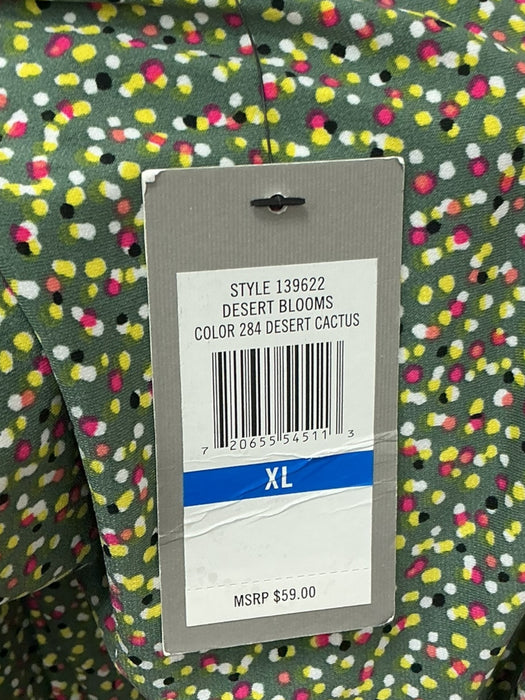 STYLE 139622
DESERT BLOOMS
COLOR 284 DESERT CACTUS
7 20655 54511 3
XL
MSRP $59.00